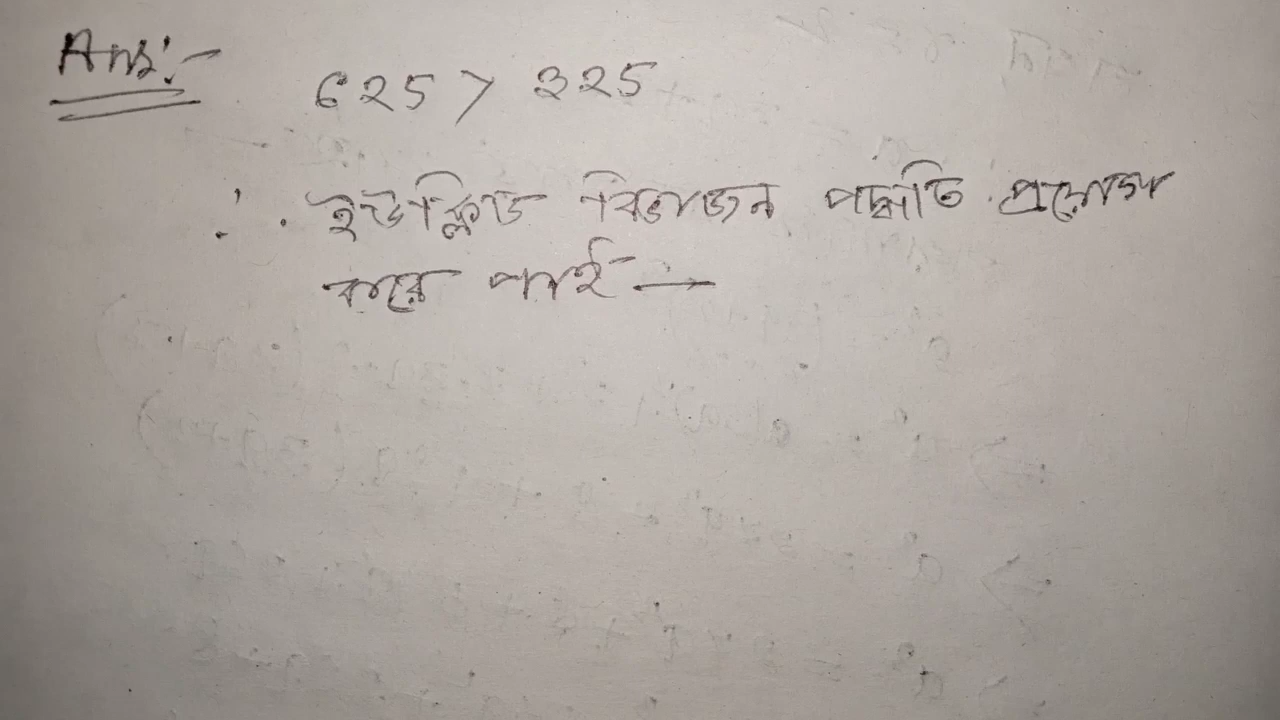 Ans:-
625 > 325
∴ ইউক্লিড বিভাজন পদ্ধতি প্রয়োগ
করে পাই —